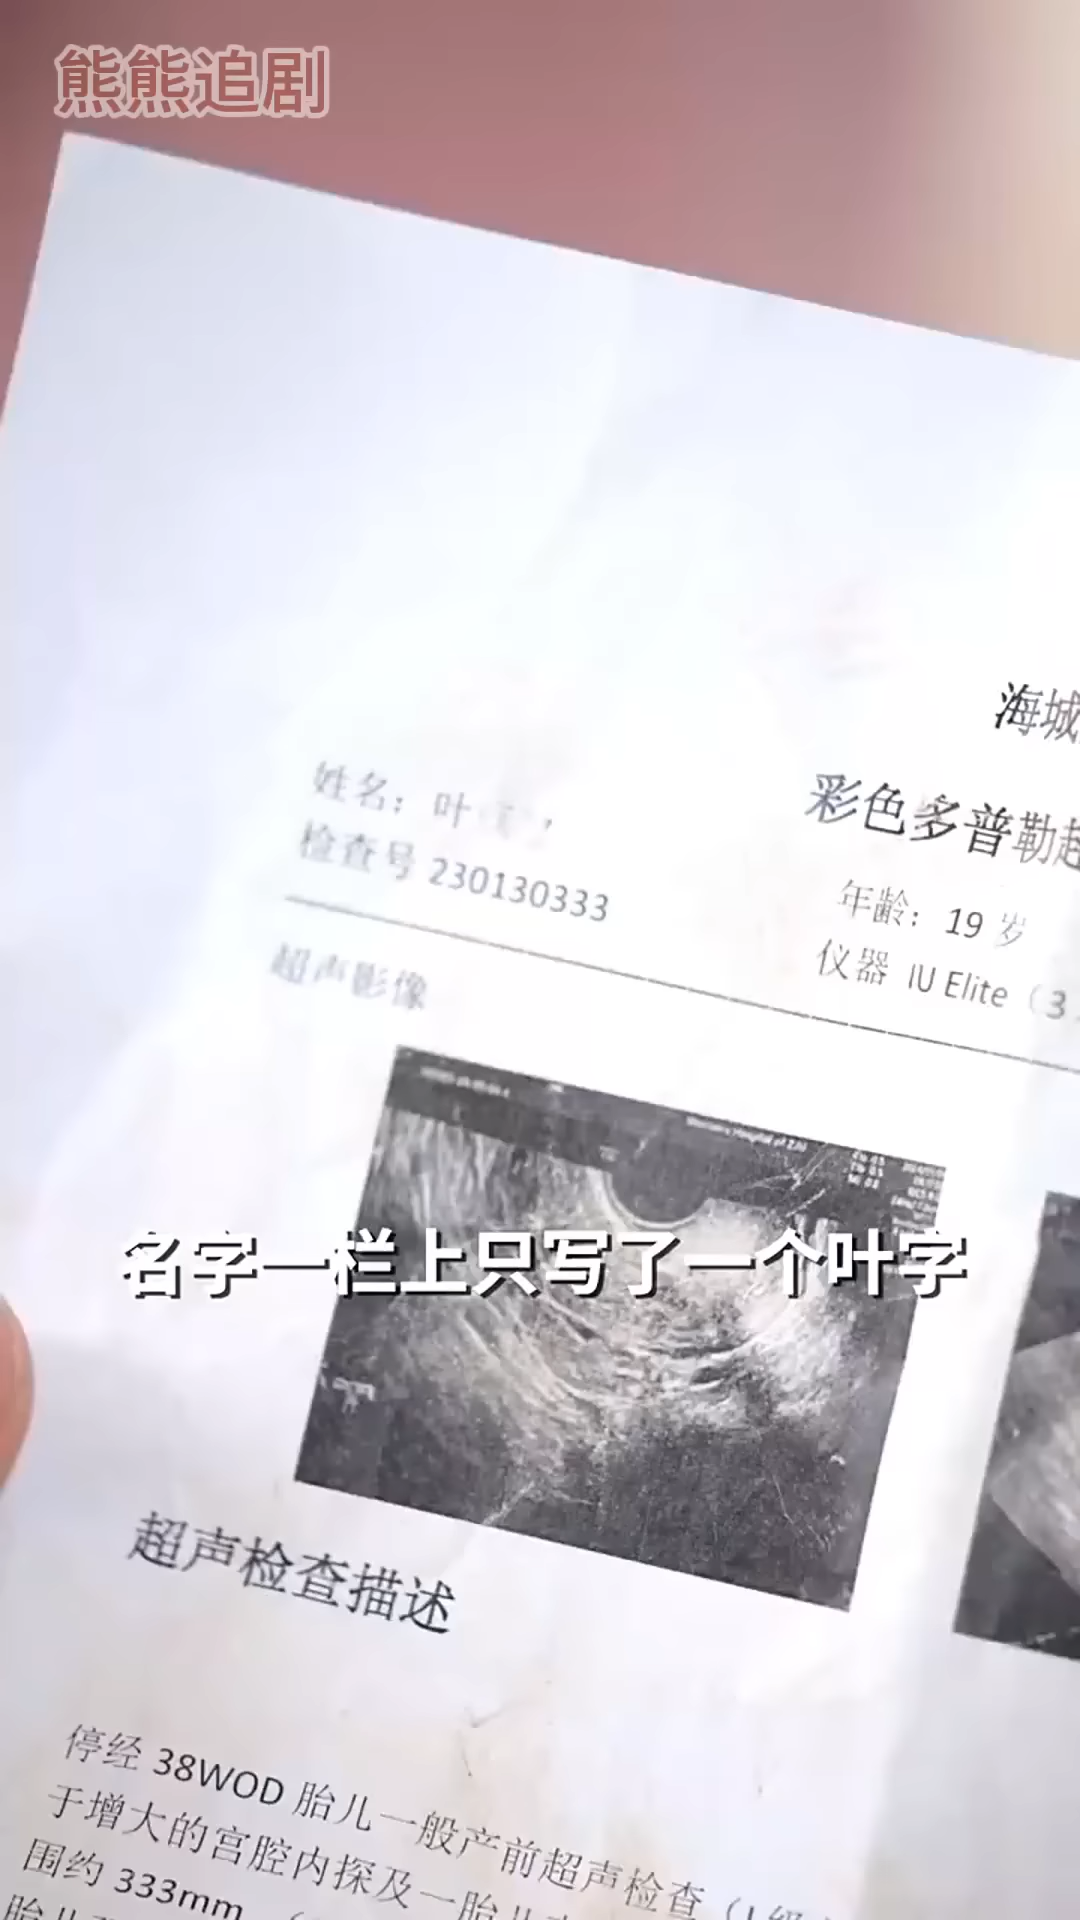 熊熊追剧
海城
彩色多普勒超
姓名：叶
年龄：19 岁
检查号 230130333
仪器 IU Elite（3
超声影像
名字一栏上只写了一个叶字
超声检查描述
停经 38WOD 胎儿一般产前超声检查
于增大的宫腔内探及一胎儿
围约 333mm
胎儿